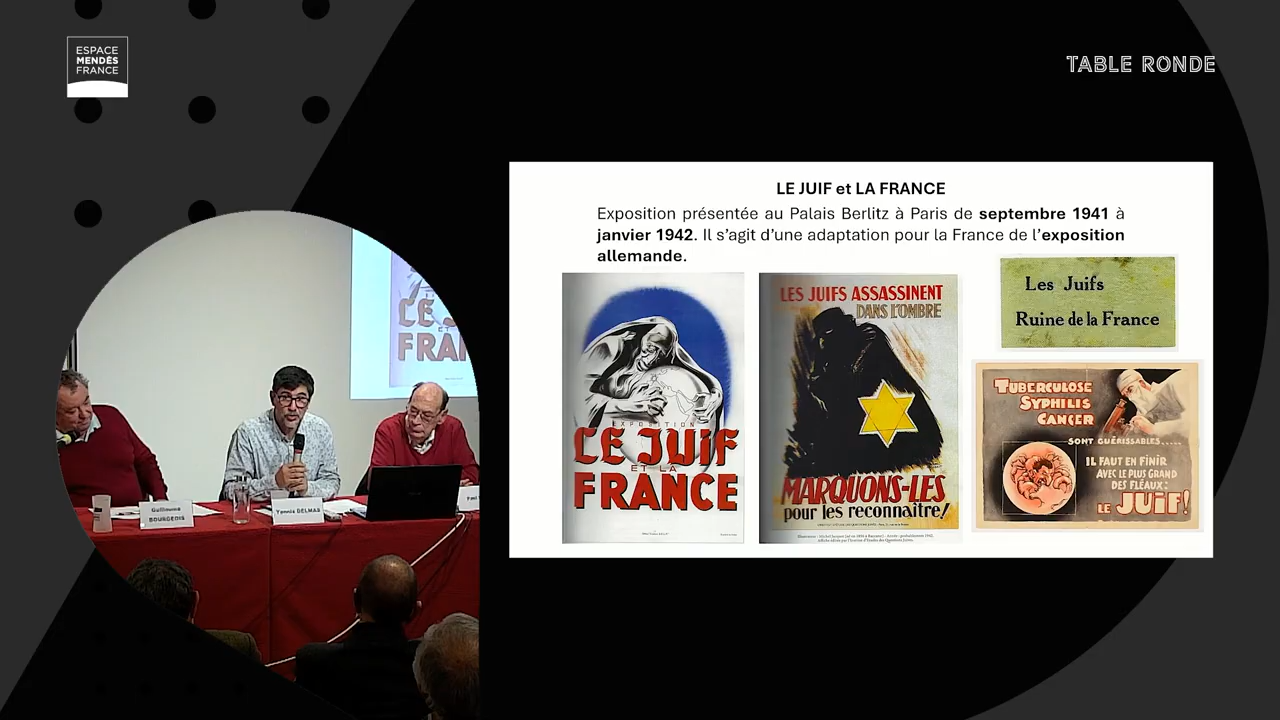 ESPACE
MENDÈS
FRANCE
TABLE RONDE
LE JUIF et LA FRANCE
Exposition présentée au Palais Berlitz à Paris de septembre 1941 à
janvier 1942. Il s'agit d'une adaptation pour la France de l'exposition
allemande.
EXPOSITION
LE JUIF
ET LA
FRANCE
LES JUIFS ASSASSINENT
DANS L'OMBRE
MARQUONS-LES
pour les reconnaître!
Les Juifs
Ruine de la France
TUBERCULOSE
SYPHILIS
CANCER
SONT GUÉRISSABLES.....
IL FAUT EN FINIR
AVEC LE PLUS GRAND
DES FLÉAUX:
LE JUIF!
LE J
ET
FRAN
Guillaume
BOURGEOIS
Yannis DELMAS